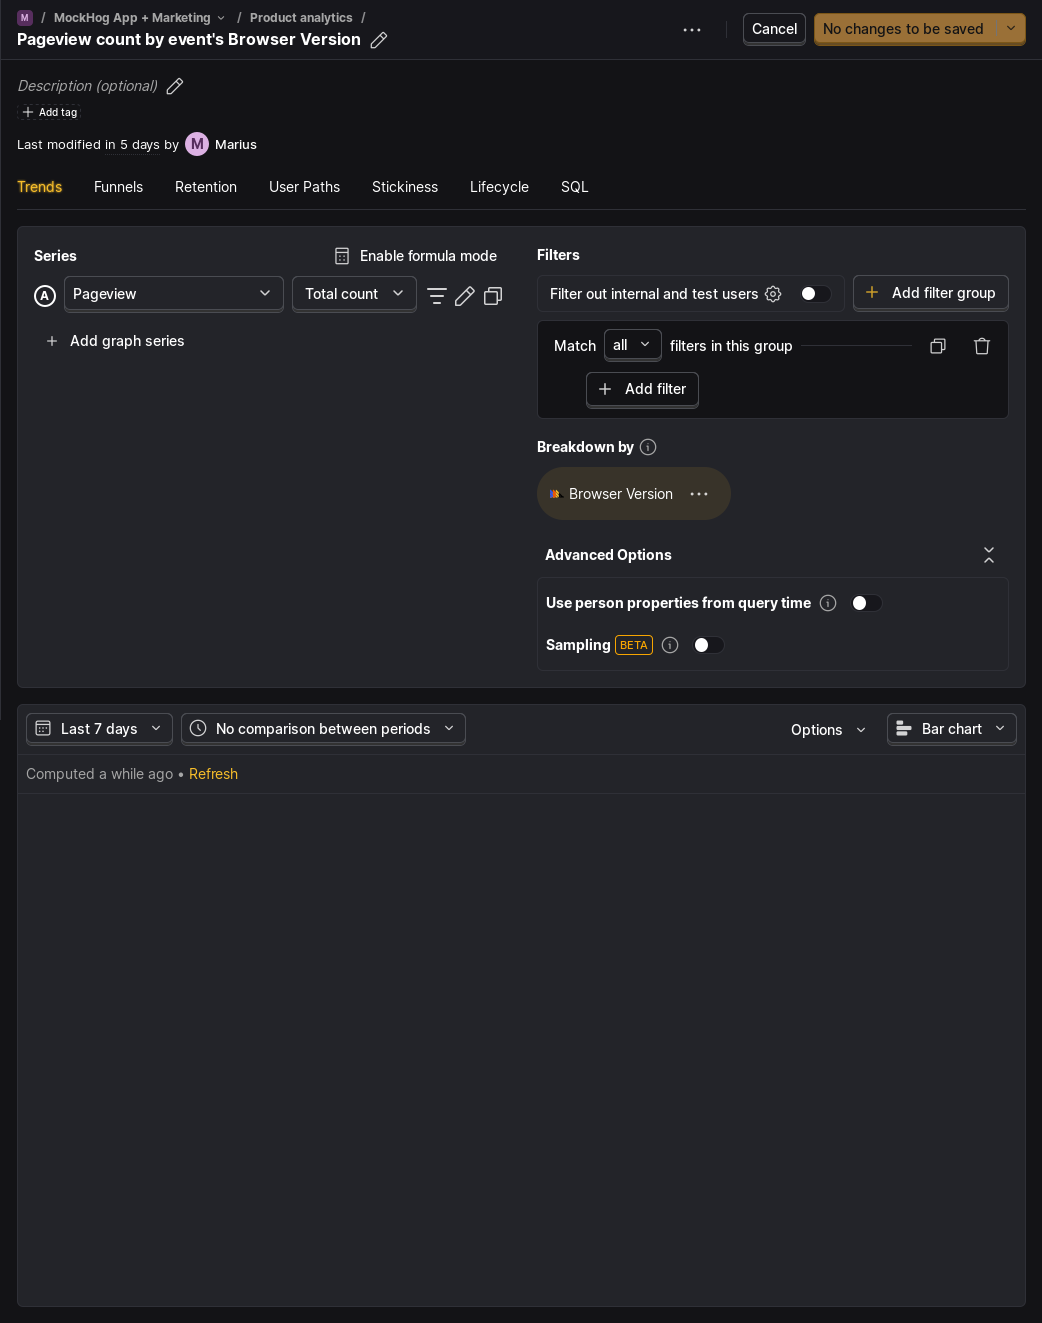 M / MockHog App + Marketing / Product analytics /
Pageview count by event's Browser Version
Cancel
No changes to be saved
Description (optional)
Add tag
Last modified in 5 days by M Marius
Trends Funnels Retention User Paths Stickiness Lifecycle SQL
Series
Enable formula mode
A Pageview Total count
Add graph series
Filters
Filter out internal and test users
Add filter group
Match all filters in this group
Add filter
Breakdown by
Browser Version
Advanced Options
Use person properties from query time
Sampling BETA
Last 7 days
No comparison between periods
Options
Bar chart
Computed a while ago • Refresh